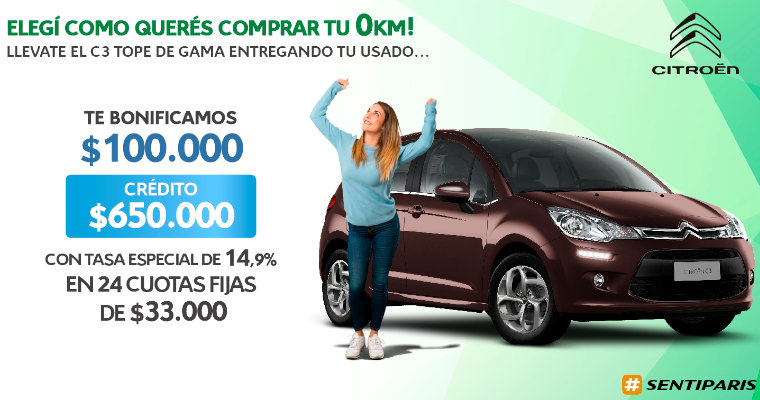 ELEGÍ COMO QUERÉS COMPRAR TU 0KM!
LLEVATE EL C3 TOPE DE GAMA ENTREGANDO TU USADO...
CITROËN
TE BONIFICAMOS
$100.000
CRÉDITO
$650.000
CON TASA ESPECIAL DE 14,9%
EN 24 CUOTAS FIJAS
DE $33.000
# SENTIPARIS